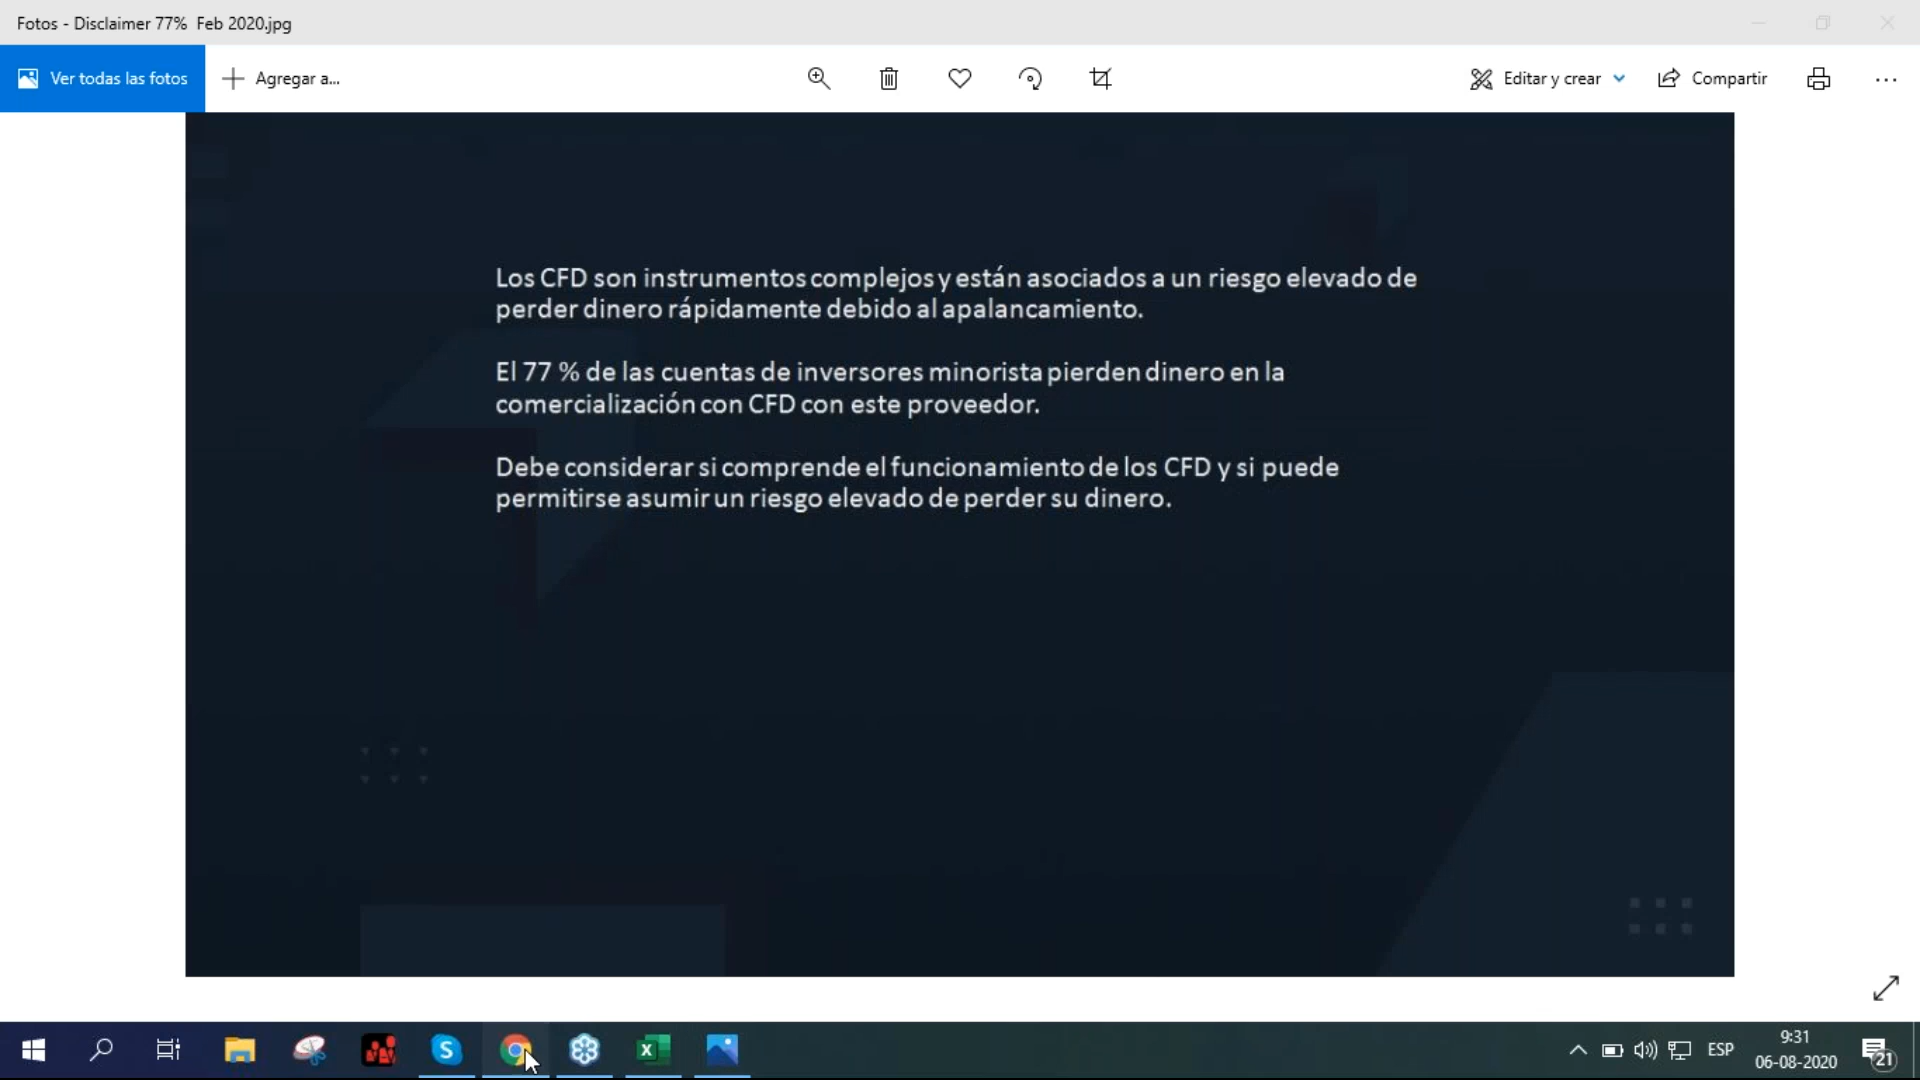 Fotos - Disclaimer 77%  Feb 2020.jpg
Ver todas las fotos
Agregar a...
Editar y crear
Compartir
Los CFD son instrumentos complejos y están asociados a un riesgo elevado de
perder dinero rápidamente debido al apalancamiento.
El 77 % de las cuentas de inversores minorista pierden dinero en la
comercialización con CFD con este proveedor.
Debe considerar si comprende el funcionamiento de los CFD y si puede
permitirse asumir un riesgo elevado de perder su dinero.
ESP
9:31
06-08-2020
21